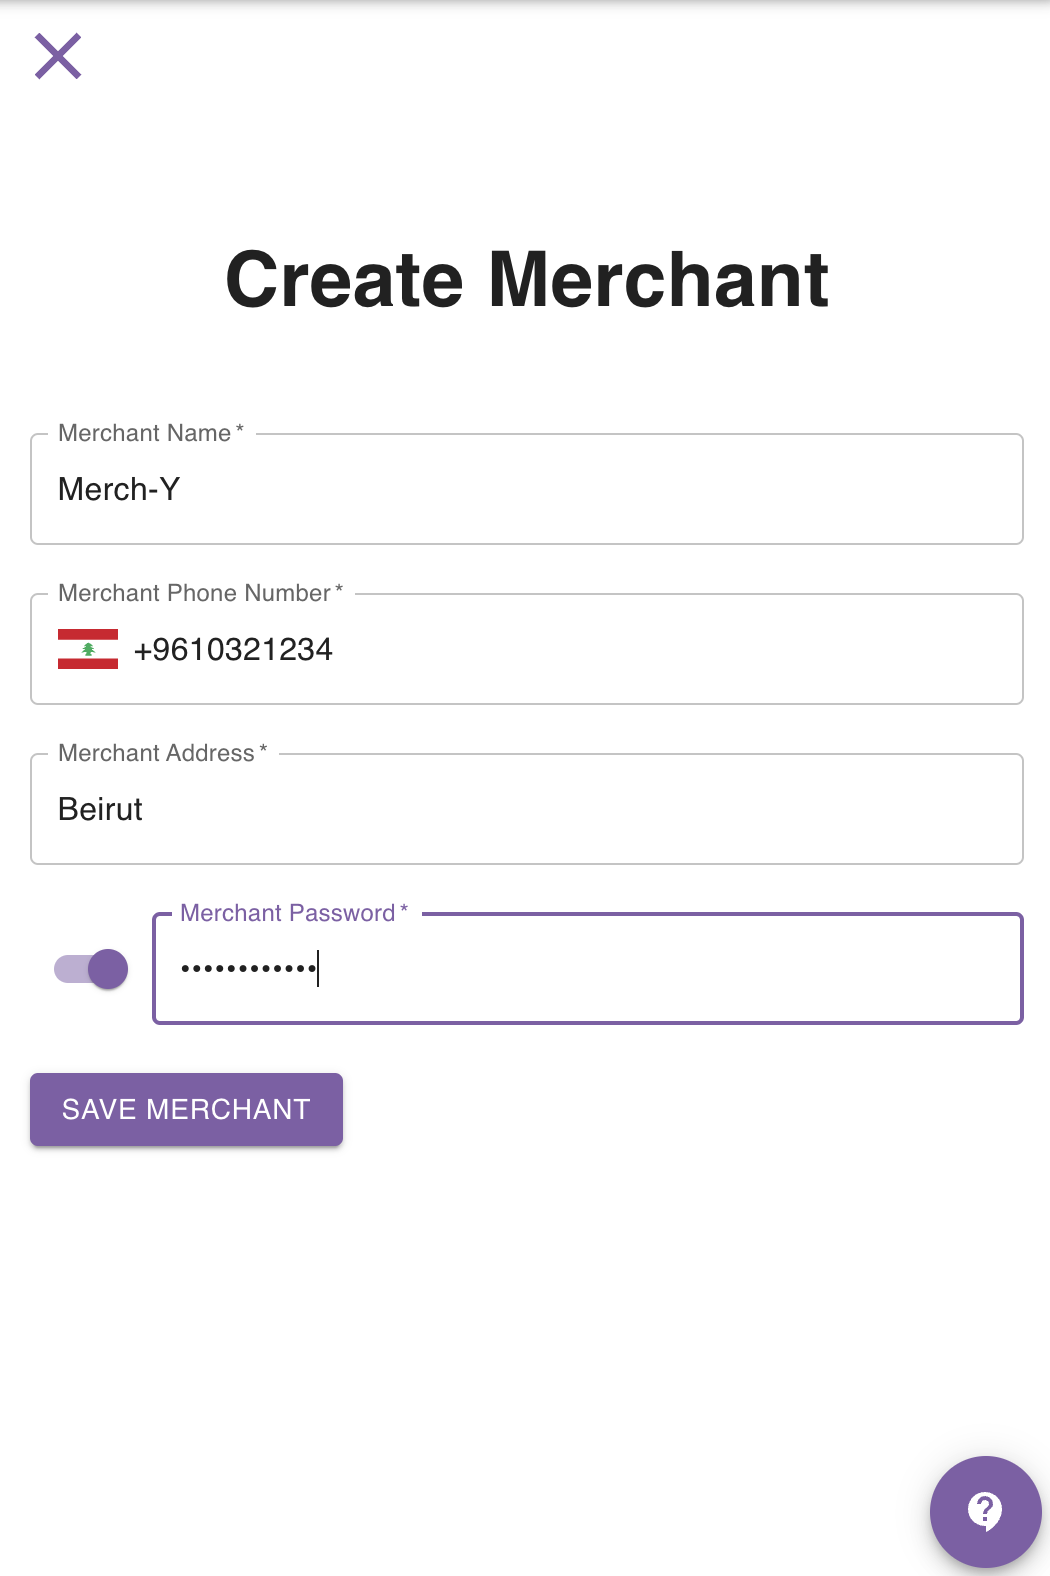 Create Merchant
Merchant Name *
Merch-Y
Merchant Phone Number *
+9610321234
Merchant Address *
Beirut
Merchant Password *
••••••••••••
SAVE MERCHANT